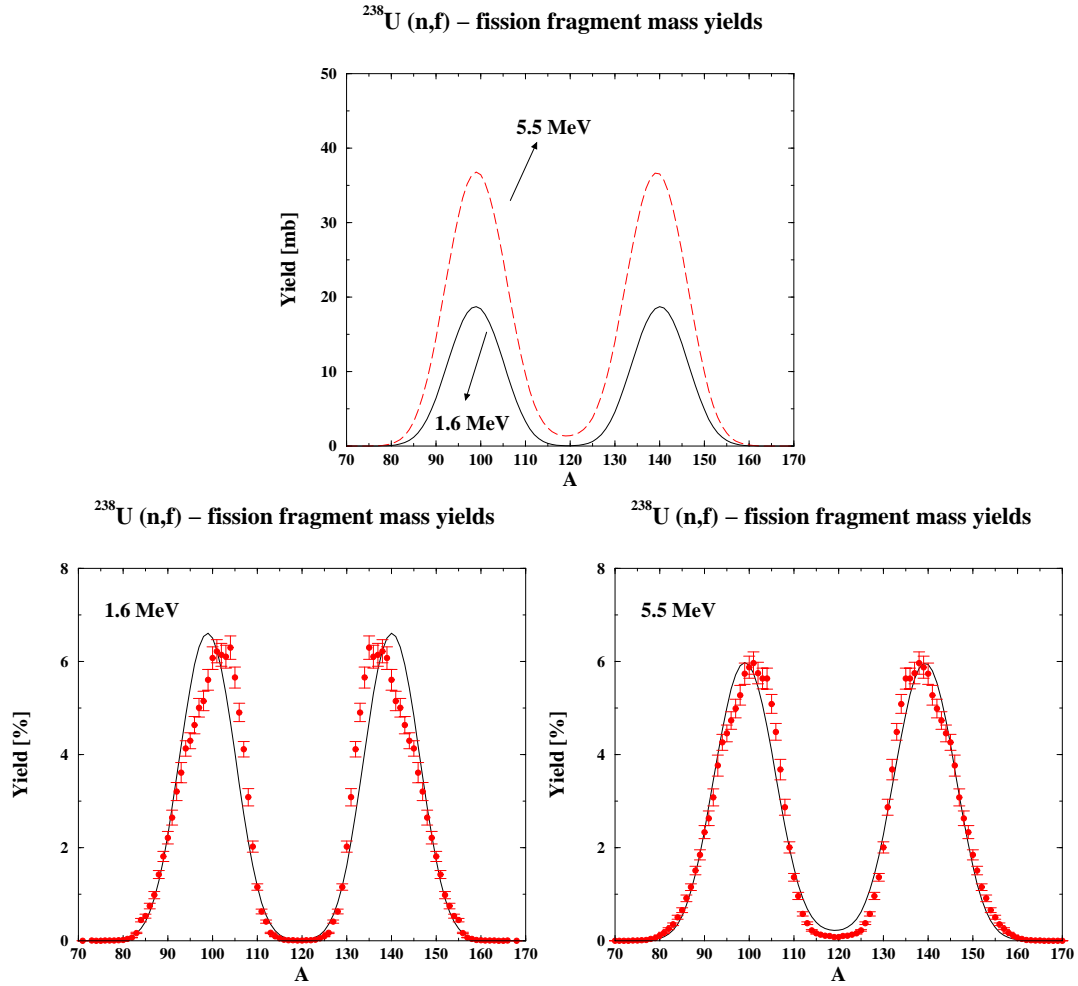 ²³⁸U (n,f) – fission fragment mass yields
50
40
30
20
10
0
Yield [mb]
5.5 MeV
1.6 MeV
70 80 90 100 110 120 130 140 150 160 170
A
²³⁸U (n,f) – fission fragment mass yields
8
6
4
2
0
Yield [%]
1.6 MeV
70 80 90 100 110 120 130 140 150 160 170
A
²³⁸U (n,f) – fission fragment mass yields
8
6
4
2
0
Yield [%]
5.5 MeV
70 80 90 100 110 120 130 140 150 160 170
A